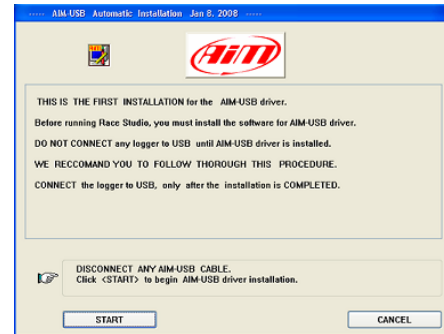 ----- AIM-USB Automatic Installation Jan 8. 2008 -----
AiM
THIS IS THE FIRST INSTALLATION for the AIM-USB driver.
Before running Race Studio, you must install the software for AIM-USB driver.
DO NOT CONNECT any logger to USB until AIM-USB driver is installed.
WE RECCOMAND YOU TO FOLLOW THOROUGH THIS PROCEDURE.
CONNECT the logger to USB, only after the installation is COMPLETED.
DISCONNECT ANY AIM-USB CABLE.
Click <START> to begin AIM-USB driver installation.
START
CANCEL